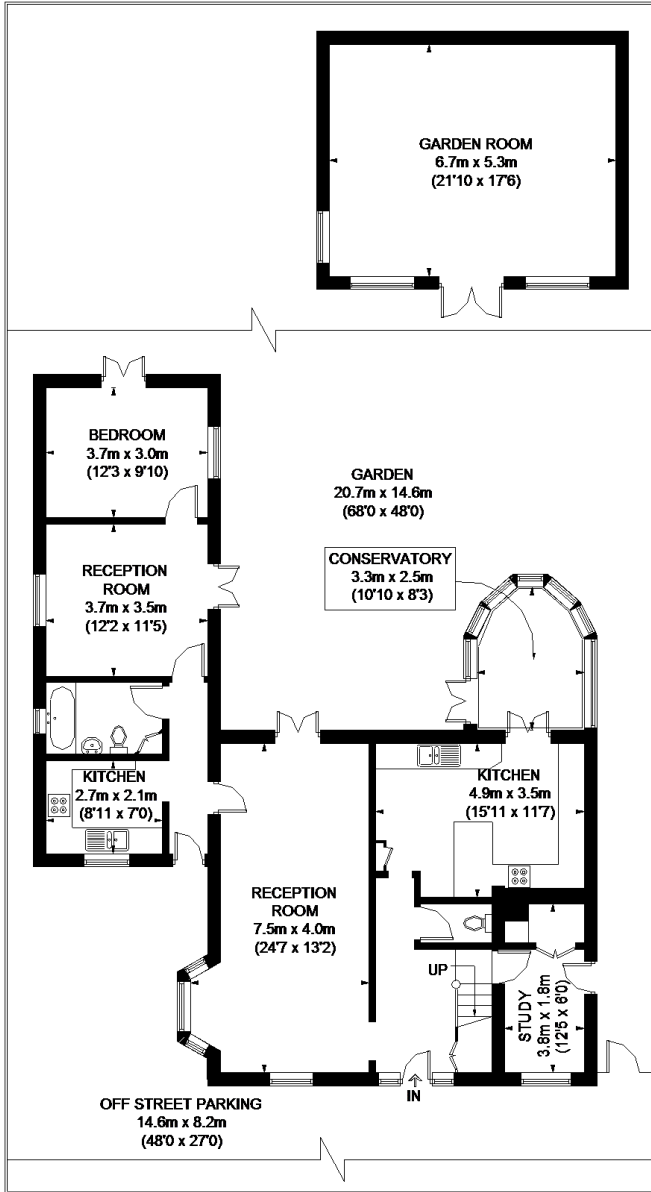 GARDEN ROOM
6.7m x 5.3m
(21'10 x 17'6)
BEDROOM
3.7m x 3.0m
(12'3 x 9'10)
GARDEN
20.7m x 14.6m
(68'0 x 48'0)
CONSERVATORY
3.3m x 2.5m
(10'10 x 8'3)
RECEPTION
ROOM
3.7m x 3.5m
(12'2 x 11'5)
KITCHEN
2.7m x 2.1m
(8'11 x 7'0)
KITCHEN
4.9m x 3.5m
(15'11 x 11'7)
RECEPTION
ROOM
7.5m x 4.0m
(24'7 x 13'2)
UP
STUDY
3.8m x 1.8m
(12'5 x 6'0)
IN
OFF STREET PARKING
14.6m x 8.2m
(48'0 x 27'0)